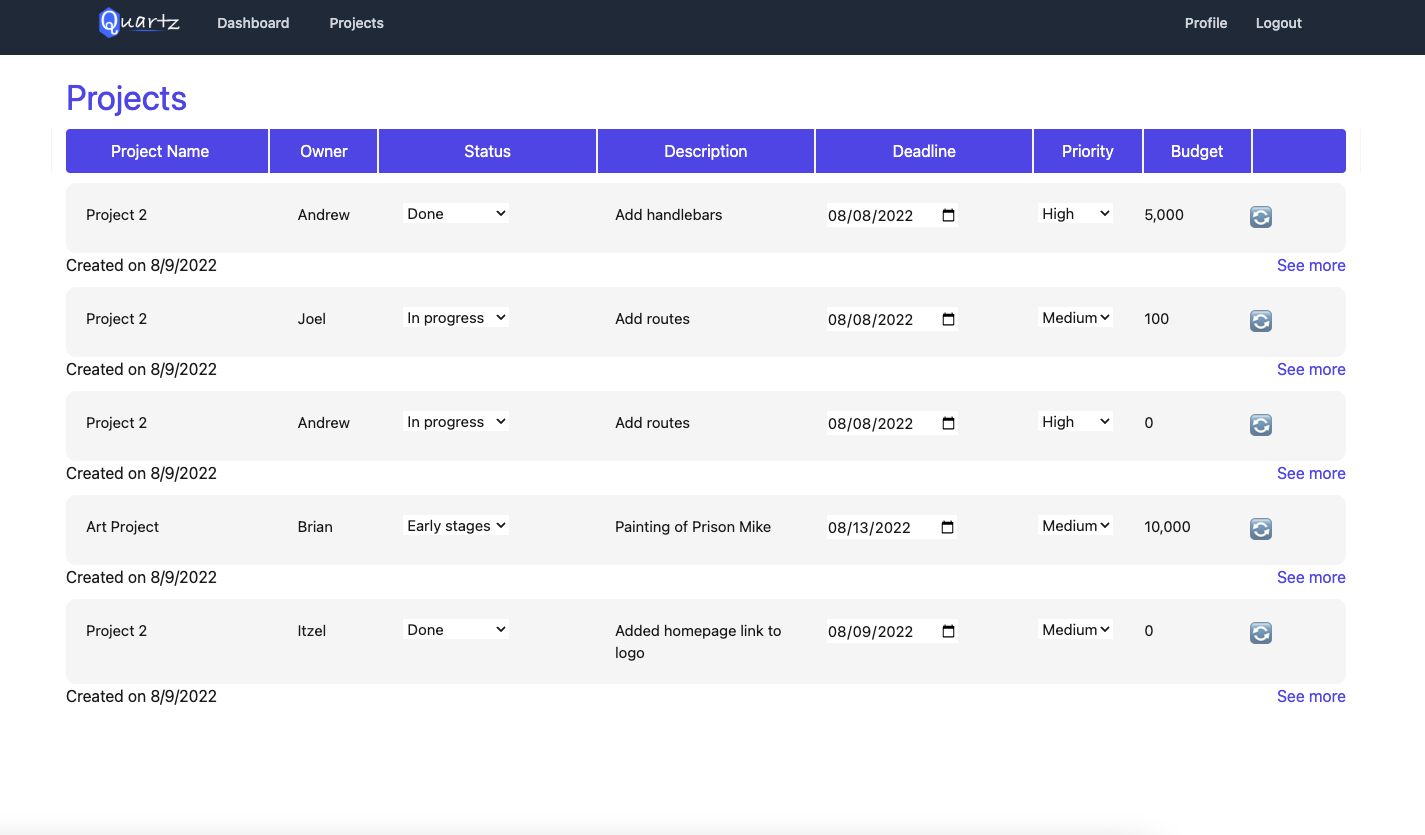 Quartz Dashboard Projects Profile Logout
Projects
Project Name Owner Status Description Deadline Priority Budget
Project 2 Andrew Done Add handlebars 08/08/2022 High 5,000
Created on 8/9/2022 See more
Project 2 Joel In progress Add routes 08/08/2022 Medium 100
Created on 8/9/2022 See more
Project 2 Andrew In progress Add routes 08/08/2022 High 0
Created on 8/9/2022 See more
Art Project Brian Early stages Painting of Prison Mike 08/13/2022 Medium 10,000
Created on 8/9/2022 See more
Project 2 Itzel Done Added homepage link to 08/09/2022 Medium 0
logo
Created on 8/9/2022 See more